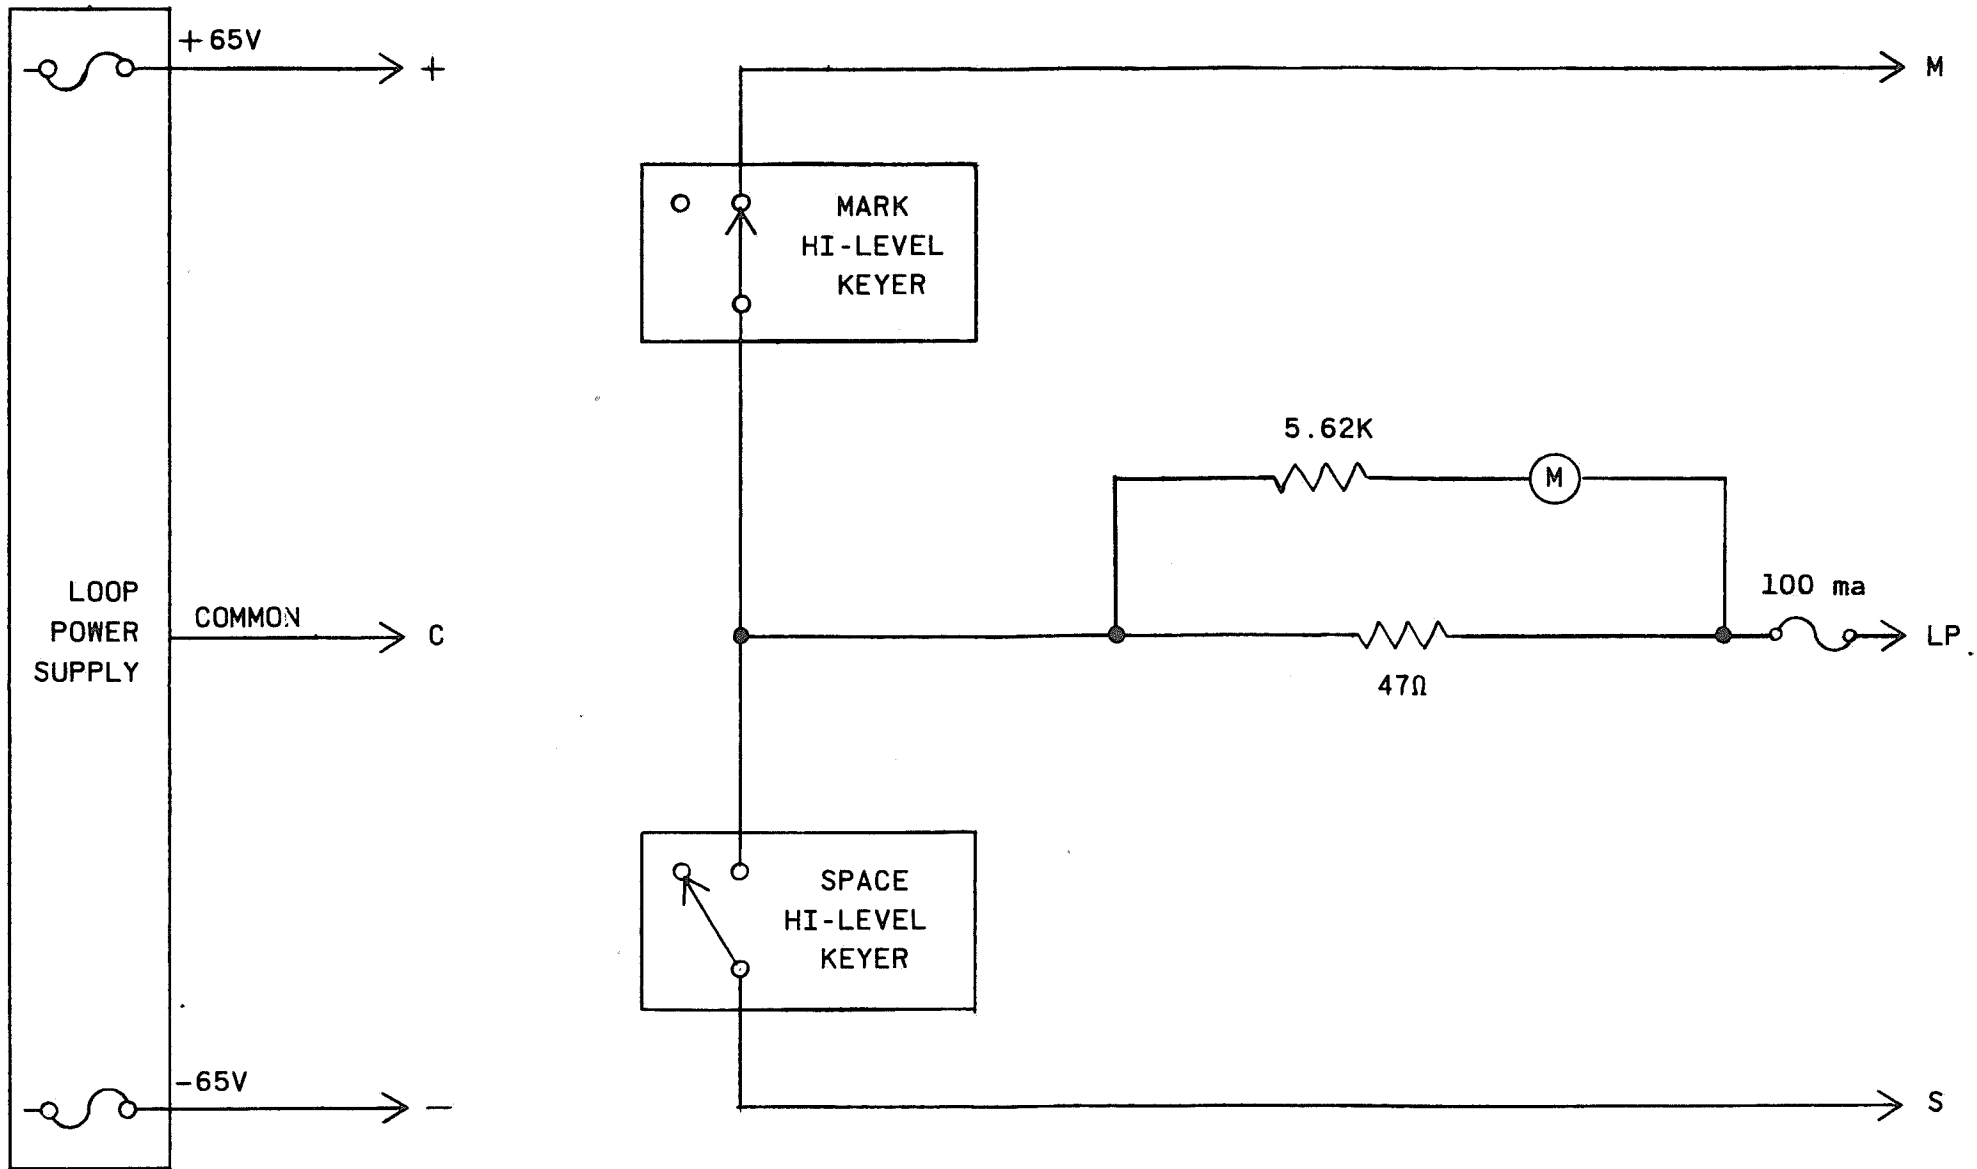 +65V
+
M
MARK
HI-LEVEL
KEYER
5.62K
M
100 ma
LOOP
POWER
SUPPLY
COMMON
C
LP
47Ω
SPACE
HI-LEVEL
KEYER
-65V
-
S